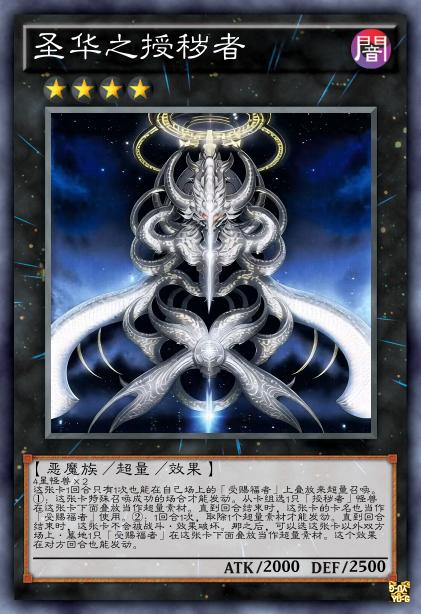 圣华之授秽者
闇
【恶魔族／超量／效果】
4星怪兽×2
这张卡1回合只有1次也能在自己场上的「受赐福者」上叠放来超量召唤。
①：这张卡特殊召唤成功的场合才能发动。从卡组选1只「授秽者」怪兽
在这张卡下面叠放当作超量素材。直到回合结束时，这张卡的卡名也当作
「受赐福者」使用。②：1回合1次，取除1个超量素材才能发动。直到回合
结束时，这张卡不会被战斗·效果破坏。那之后，可以选这张卡以外双方
场上·墓地1只「受赐福者」在这张卡下面叠放当作超量素材。这个效果
在对方回合也能发动。
ATK/2000 DEF/2500